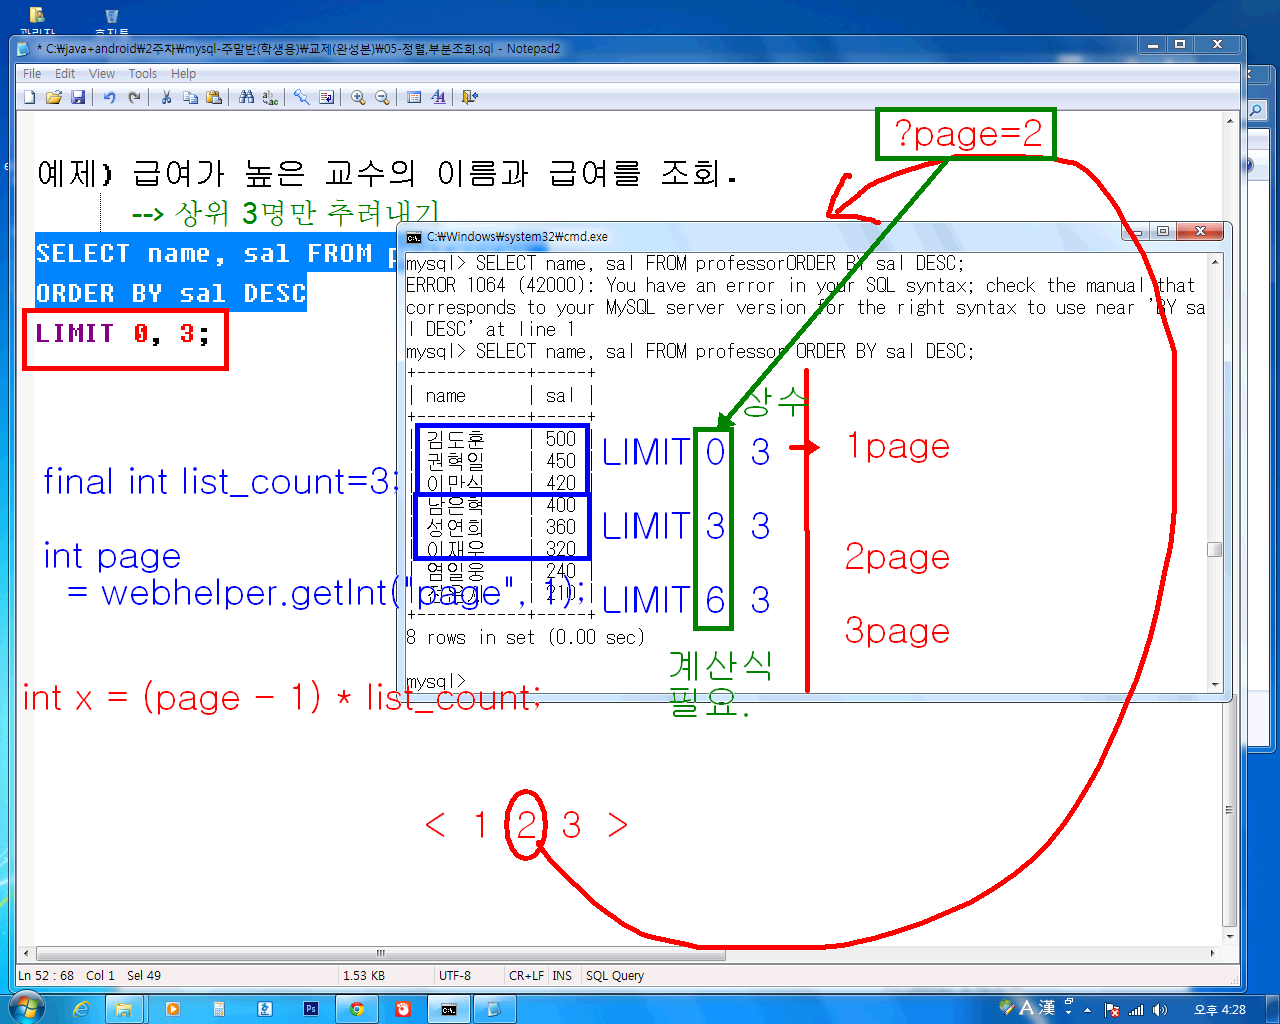 관리자 휴지통
* C:₩java+android₩2주차₩mysql-주말반(학생용)₩교제(완성본)₩05-정렬,부분조회.sql - Notepad2
File Edit View Tools Help
?page=2
예제) 급여가 높은 교수의 이름과 급여를 조회.
--> 상위 3명만 추려내기
SELECT name, sal FROM p
ORDER BY sal DESC
LIMIT 0, 3;
C:₩Windows₩system32₩cmd.exe
mysql> SELECT name, sal FROM professorORDER BY sal DESC;
ERROR 1064 (42000): You have an error in your SQL syntax; check the manual that
corresponds to your MySQL server version for the right syntax to use near 'BY sa
l DESC' at line 1
mysql> SELECT name, sal FROM professor ORDER BY sal DESC;
+-----------+-----+
| name | sal |
+-----------+-----+
| 김도훈 | 500 |
| 권혁일 | 450 |
| 이만식 | 420 |
| 남은혁 | 400 |
| 성연희 | 360 |
| 이재우 | 320 |
| 염일웅 | 240 |
210 |
+-----------+-----+
8 rows in set (0.00 sec)
mysql>
상수
LIMIT 0 3
1page
LIMIT 3 3
2page
LIMIT 6 3
3page
계산식
필요.
final int list_count=3;
int page
= webhelper.getInt("page", 1);
int x = (page - 1) * list_count;
< 1 2 3 >
Ln 52 : 68 Col 1 Sel 49 1.53 KB UTF-8 CR+LF INS SQL Query
A 漢 오후 4:28